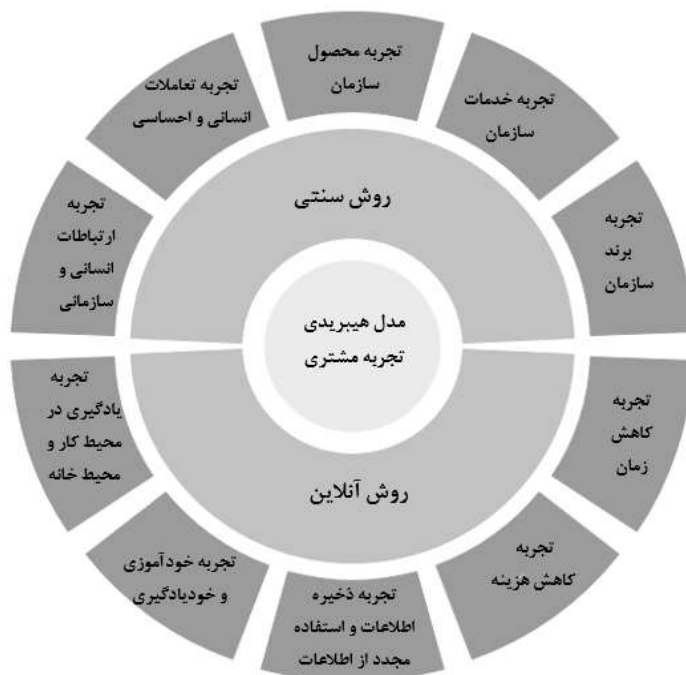 تجربه محصول
سازمان
تجربه خدمات
سازمان
تجربه
برند
سازمان
تجربه تعاملات
انسانی و احساسی
تجربه
ارتباطات
انسانی و
سازمانی
روش سنتی
مدل هیبریدی
تجربه مشتری
روش آنلاین
تجربه
کاهش
زمان
تجربه
کاهش هزینه
تجربه ذخیره
اطلاعات و استفاده
مجدد از اطلاعات
تجربه خودآموزی
و خودیادگیری
تجربه
یادگیری در
محیط کار و
محیط خانه